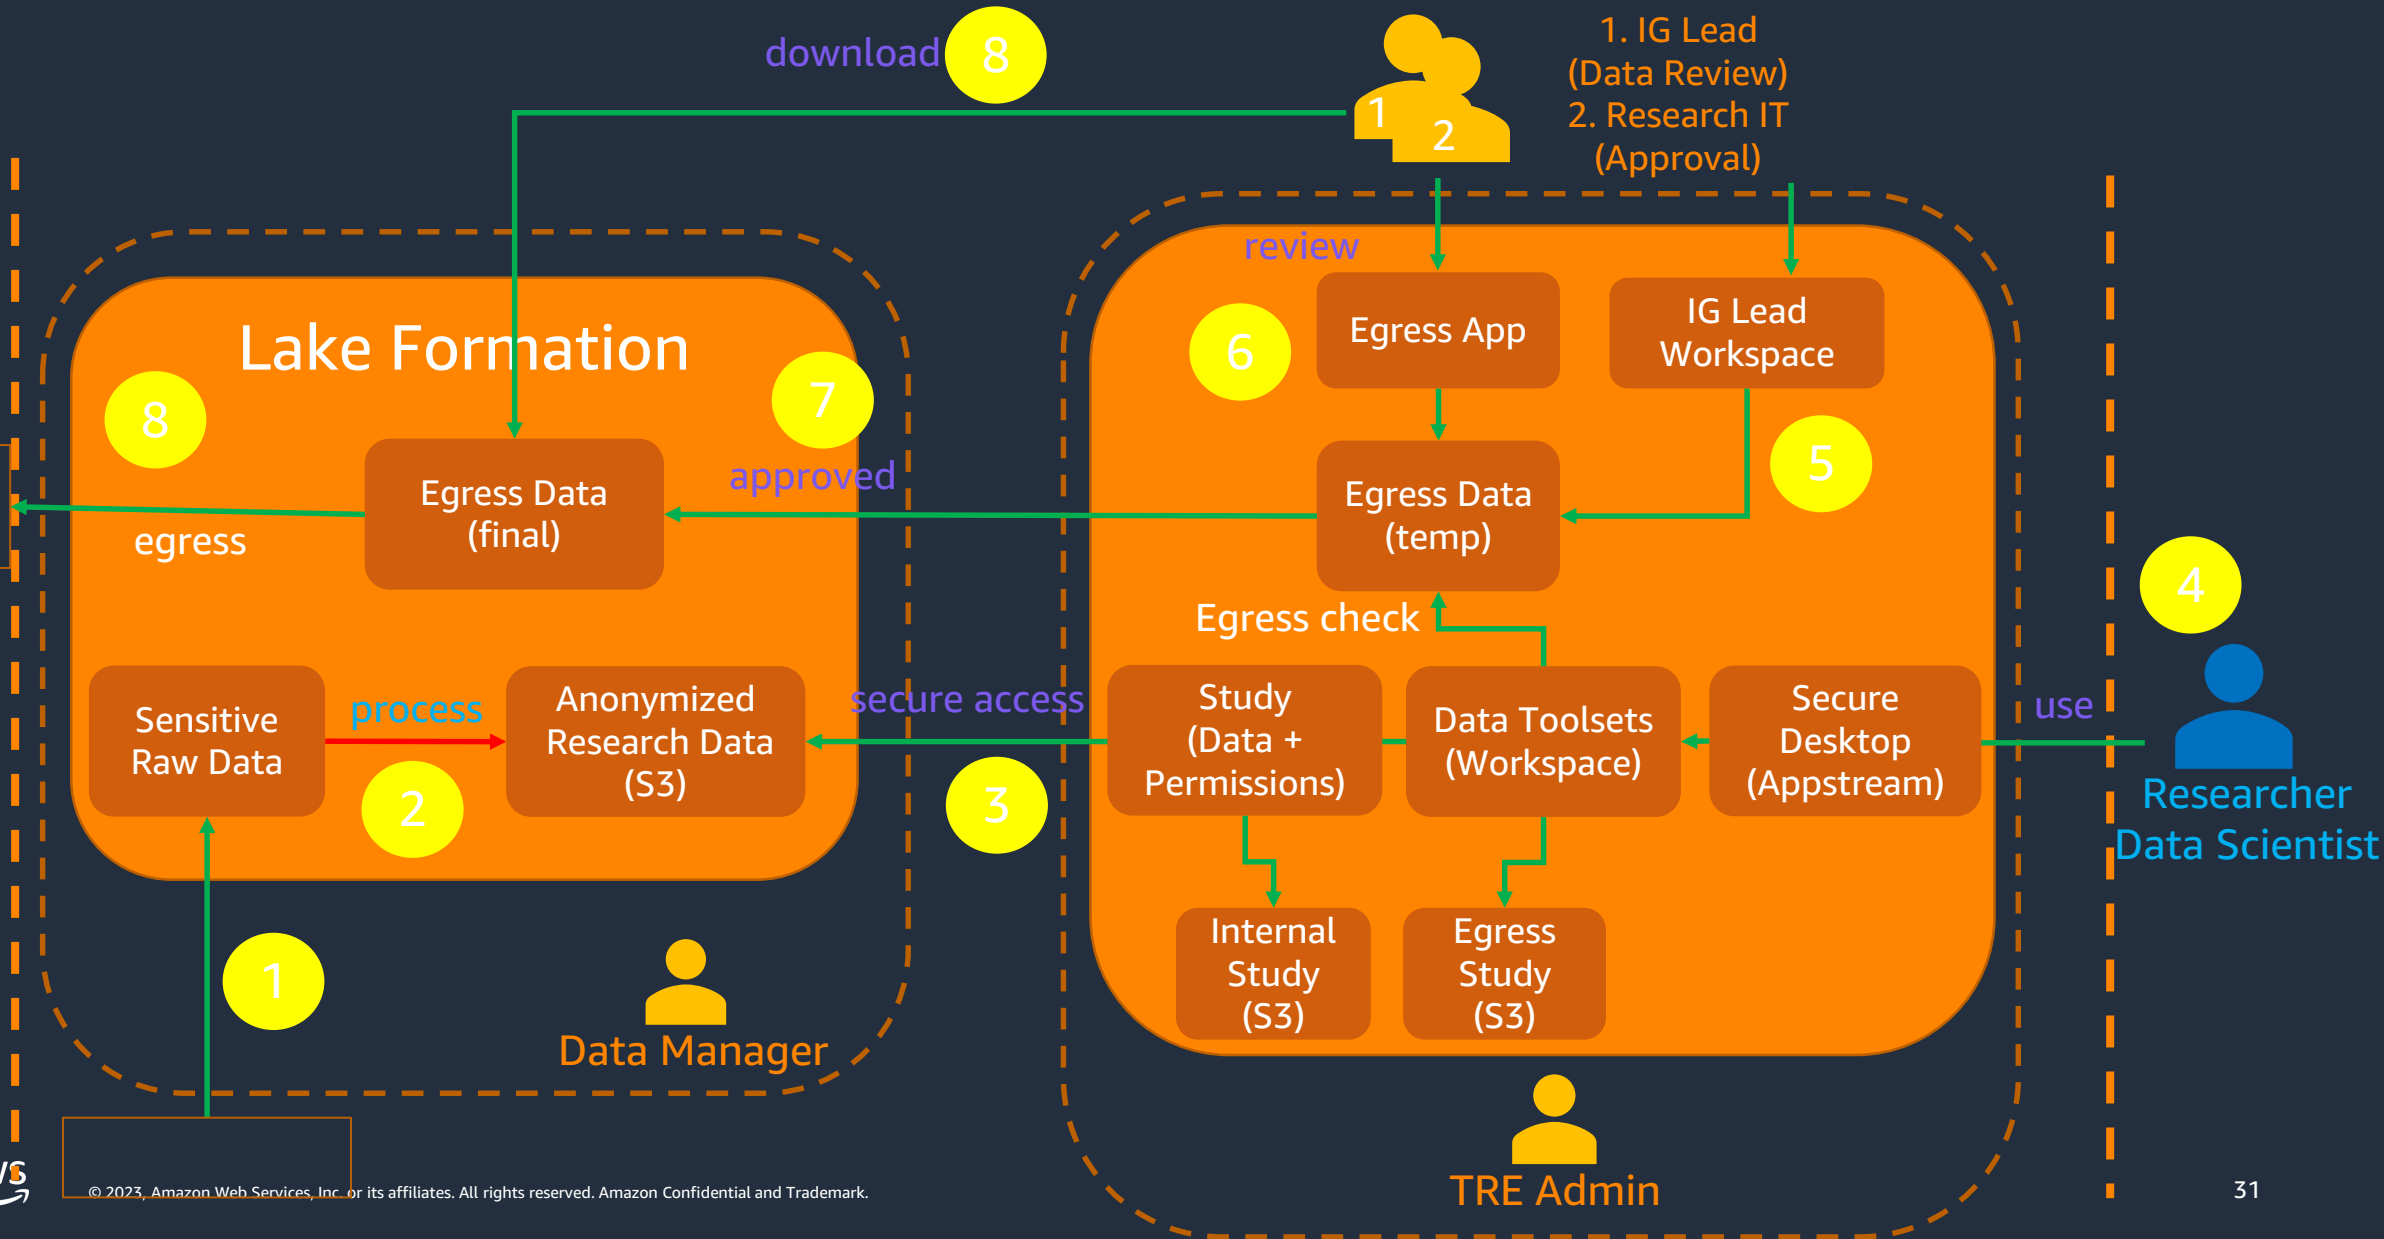 download
8
1
2
1. IG Lead
(Data Review)
2. Research IT
(Approval)
Lake Formation
8
7
approved
Egress Data
(final)
egress
Sensitive
Raw Data
process
2
Anonymized
Research Data
(S3)
secure access
3
1
Data Manager
review
6
Egress App
IG Lead
Workspace
5
Egress Data
(temp)
Egress check
Study
(Data +
Permissions)
Data Toolsets
(Workspace)
Secure
Desktop
(Appstream)
Internal
Study
(S3)
Egress
Study
(S3)
TRE Admin
4
use
Researcher
Data Scientist
© 2023, Amazon Web Services, Inc. or its affiliates. All rights reserved. Amazon Confidential and Trademark.
31